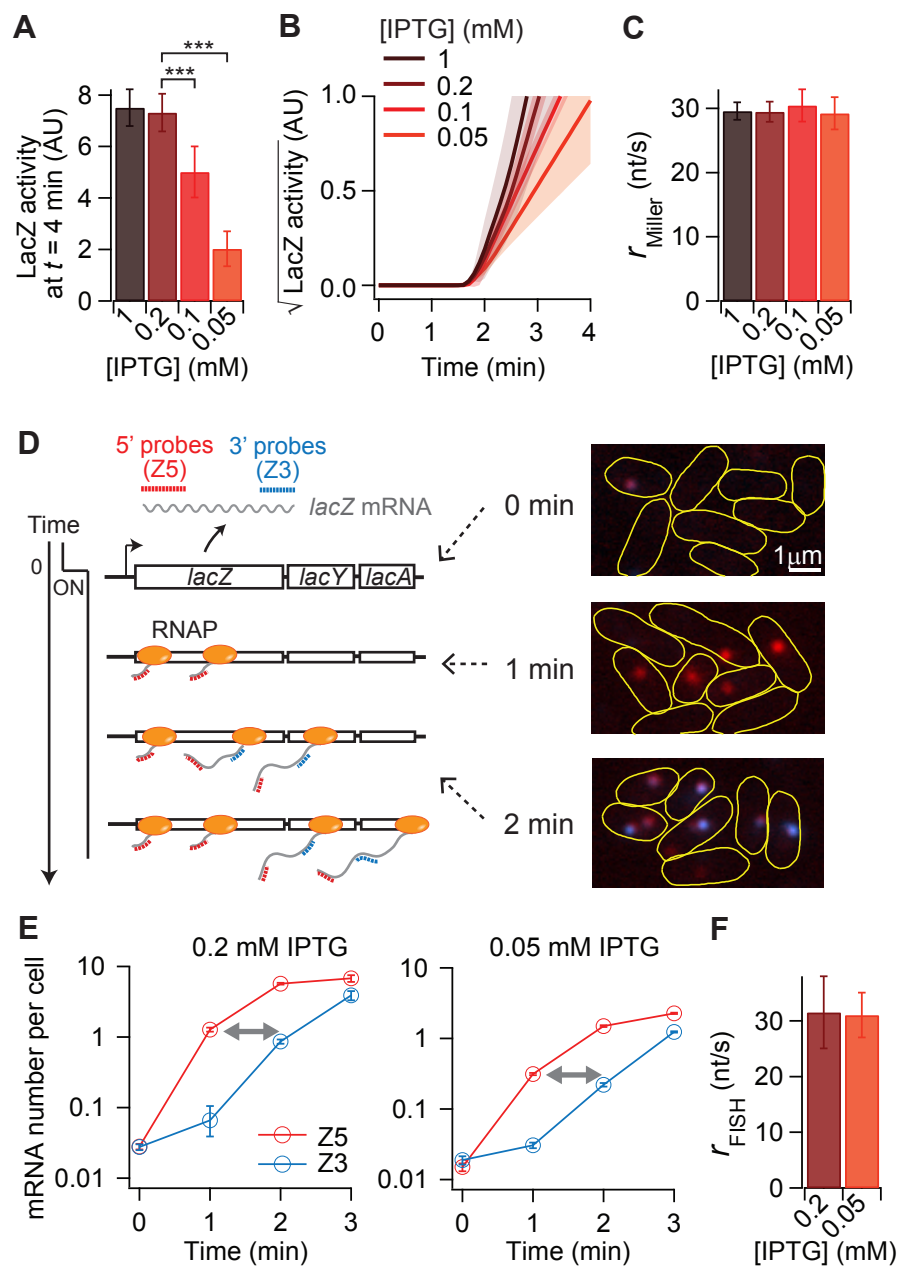 A
***
***
LacZ activity
at t = 4 min (AU)
8
6
4
2
0
1
0.2
0.1
0.05
[IPTG] (mM)
B
[IPTG] (mM)
1
0.2
0.1
0.05
√LacZ activity (AU)
1.0
0.5
0.0
0 1 2 3 4
Time (min)
C
rMiller (nt/s)
30
30
10
0
1
0.2
0.1
0.05
[IPTG] (mM)
D
5' probes
(Z5)
3' probes
(Z3)
lacZ mRNA
Time
0
ON
lacZ lacY lacA
RNAP
0 min
1 min
2 min
1μm
E
0.2 mM IPTG
mRNA number per cell
10
1
0.1
0.01
Z5
Z3
0 1 2 3
Time (min)
0.05 mM IPTG
10
1
0.1
0.01
0 1 2 3
Time (min)
F
rFISH (nt/s)
30
30
10
0
0.2
0.05
[IPTG] (mM)